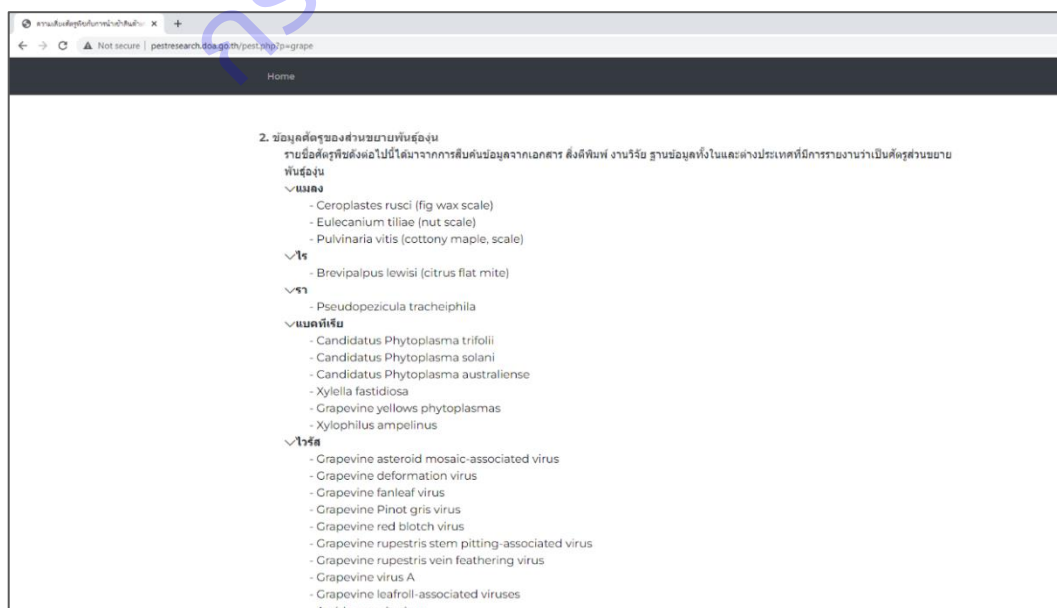 Not secure | pestresearch.doa.go.th/pest.php?p=grape
Home
2. ข้อมูลศัตรูของส่วนขยายพันธุ์องุ่น
รายชื่อศัตรูพืชดังต่อไปนี้ได้มาจากการสืบค้นข้อมูลจากเอกสาร สิ่งตีพิมพ์ งานวิจัย ฐานข้อมูลทั้งในและต่างประเทศที่มีการรายงานว่าเป็นศัตรูส่วนขยาย
พันธุ์องุ่น
แมลง
- Ceroplastes rusci (fig wax scale)
- Eulecanium tiliae (nut scale)
- Pulvinaria vitis (cottony maple, scale)
ไร
- Brevipalpus lewisi (citrus flat mite)
รา
- Pseudopezicula tracheiphila
แบคทีเรีย
- Candidatus Phytoplasma trifolii
- Candidatus Phytoplasma solani
- Candidatus Phytoplasma australiense
- Xylella fastidiosa
- Grapevine yellows phytoplasmas
- Xylophilus ampelinus
ไวรัส
- Grapevine asteroid mosaic-associated virus
- Grapevine deformation virus
- Grapevine fanleaf virus
- Grapevine Pinot gris virus
- Grapevine red blotch virus
- Grapevine rupestris stem pitting-associated virus
- Grapevine rupestris vein feathering virus
- Grapevine virus A
- Grapevine leafroll-associated viruses